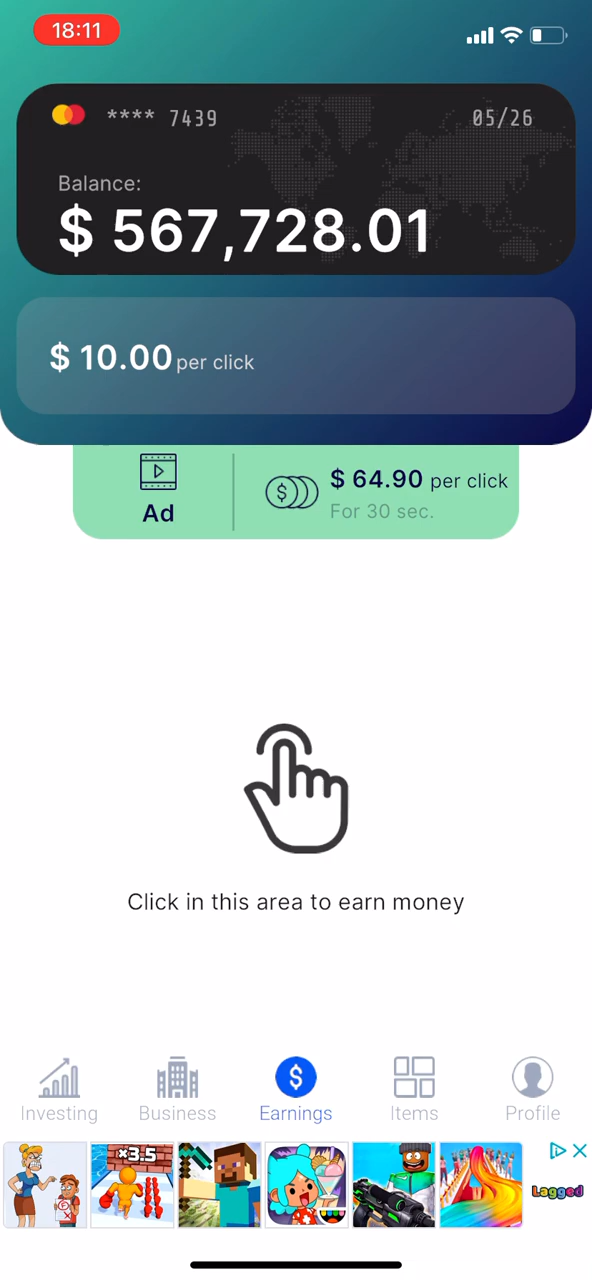 18:11
**** 7439 05/26
Balance:
$ 567,728.01
$ 10.00 per click
Ad
$ 64.90 per click
For 30 sec.
Click in this area to earn money
Investing Business Earnings Items Profile
×3.5
Lagged